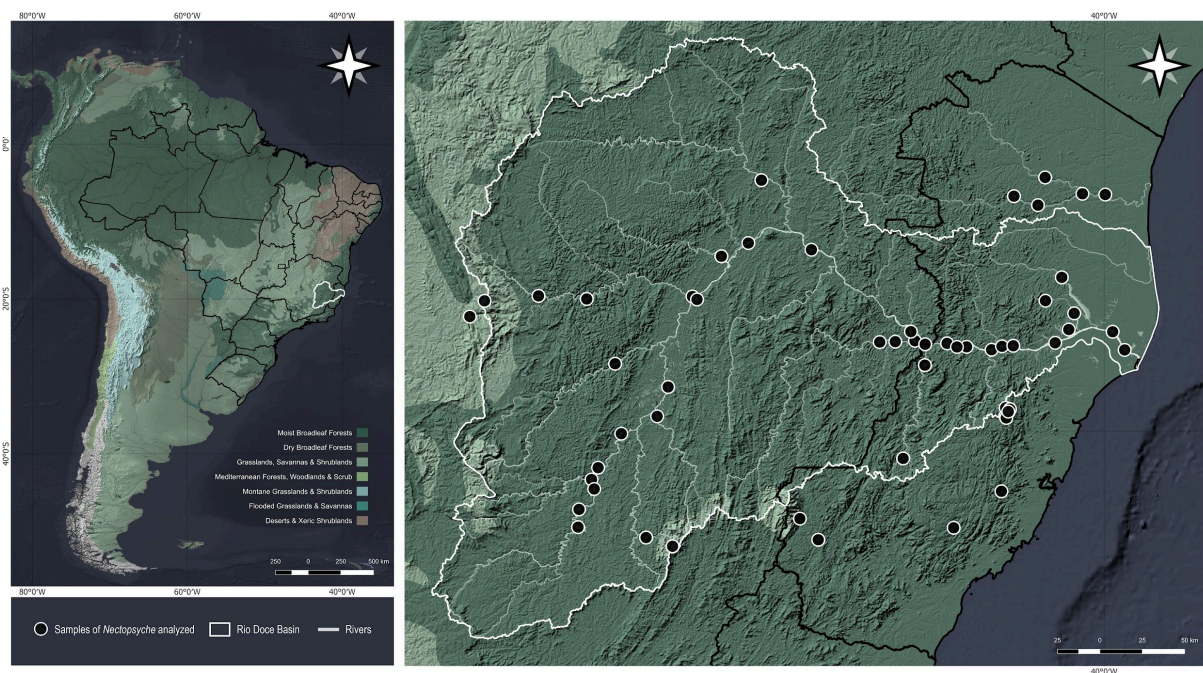 80°0'W 60°0'W 40°0'W
40°0'W
0°0'
20°0'S
40°0'S
Moist Broadleaf Forests
Dry Broadleaf Forests
Grasslands, Savannas & Shrublands
Mediterranean Forests, Woodlands & Scrub
Montane Grasslands & Shrublands
Flooded Grasslands & Savannas
Deserts & Xeric Shrublands
250 0 250 500 km
80°0'W 60°0'W 40°0'W
Samples of Nectopsyche analyzed Rio Doce Basin Rivers
25 0 25 50 km
40°0'W